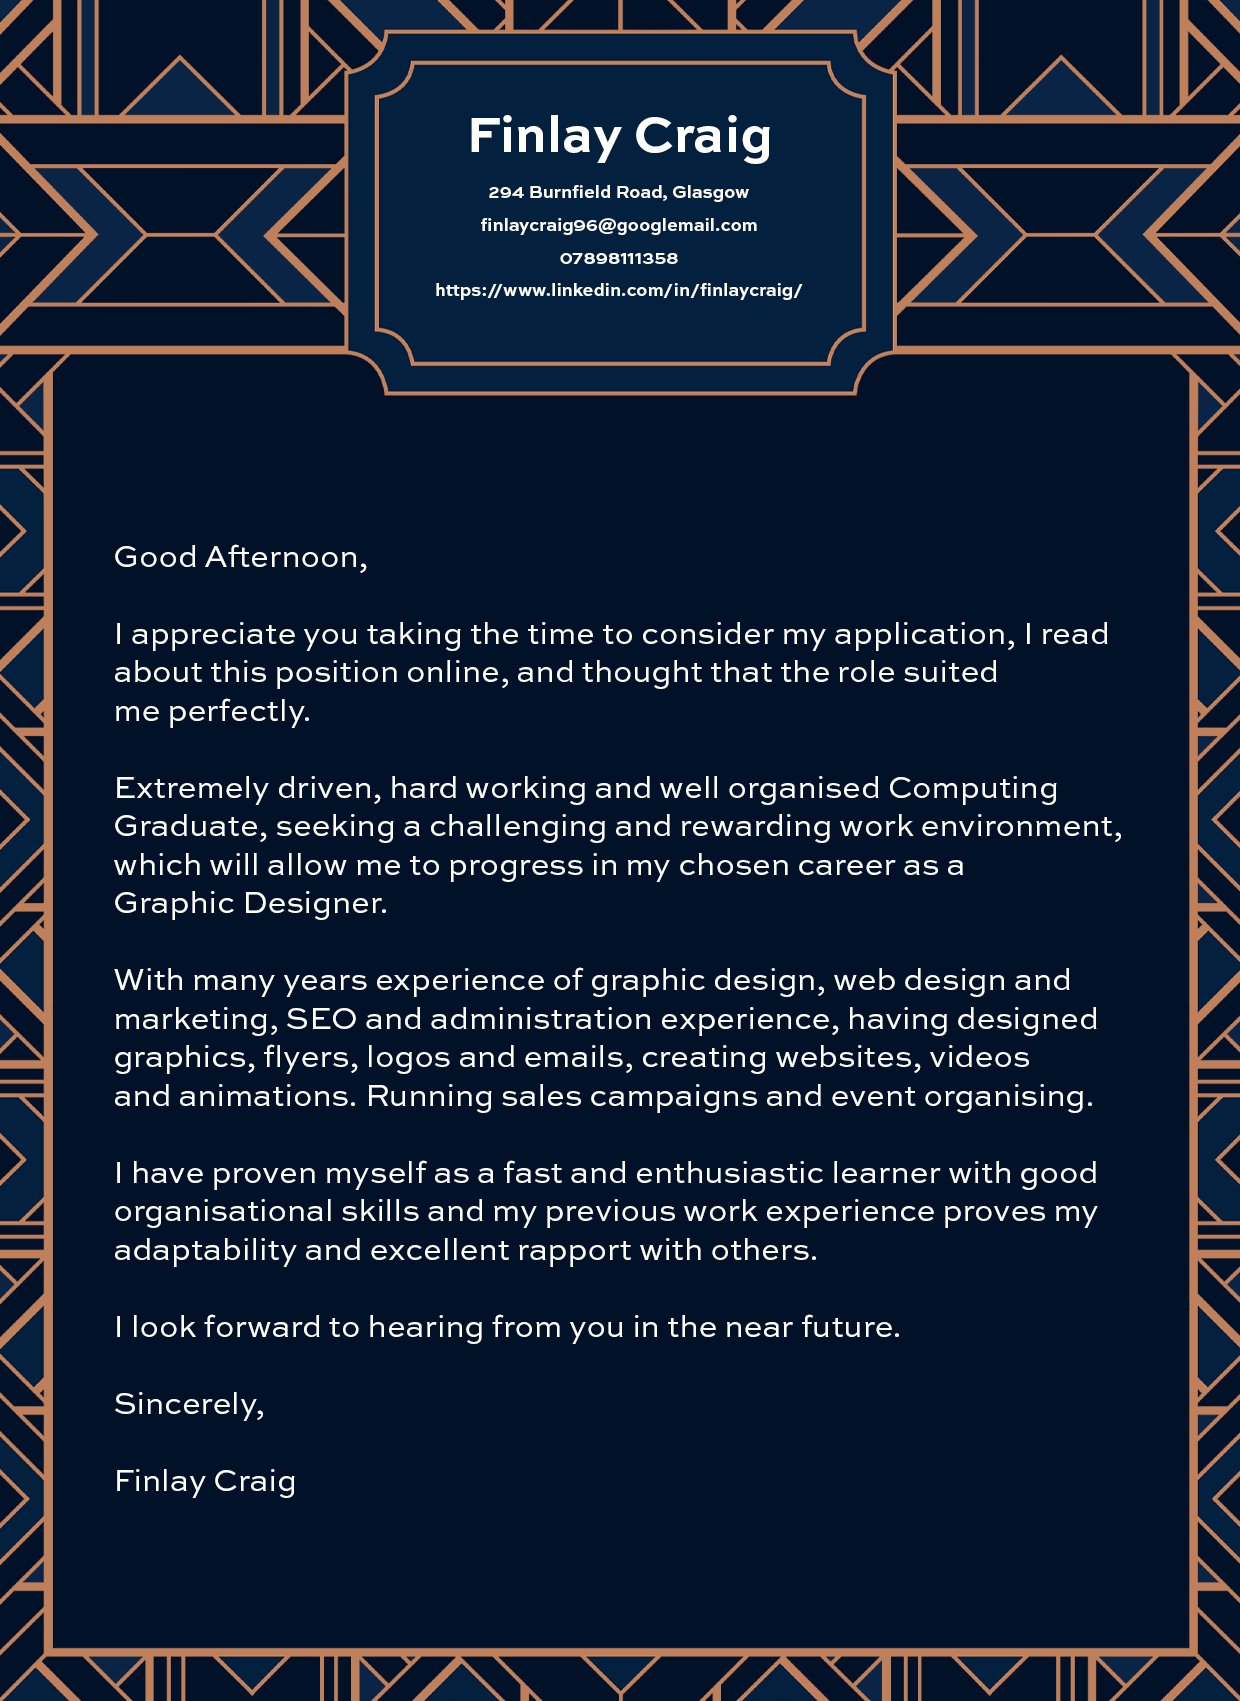 Finlay Craig
294 Burnfield Road, Glasgow
finlaycraig96@googlemail.com
07898111358
https://www.linkedin.com/in/finlaycraig/
Good Afternoon,
I appreciate you taking the time to consider my application, I read
about this position online, and thought that the role suited
me perfectly.
Extremely driven, hard working and well organised Computing
Graduate, seeking a challenging and rewarding work environment,
which will allow me to progress in my chosen career as a
Graphic Designer.
With many years experience of graphic design, web design and
marketing, SEO and administration experience, having designed
graphics, flyers, logos and emails, creating websites, videos
and animations. Running sales campaigns and event organising.
I have proven myself as a fast and enthusiastic learner with good
organisational skills and my previous work experience proves my
adaptability and excellent rapport with others.
I look forward to hearing from you in the near future.
Sincerely,
Finlay Craig